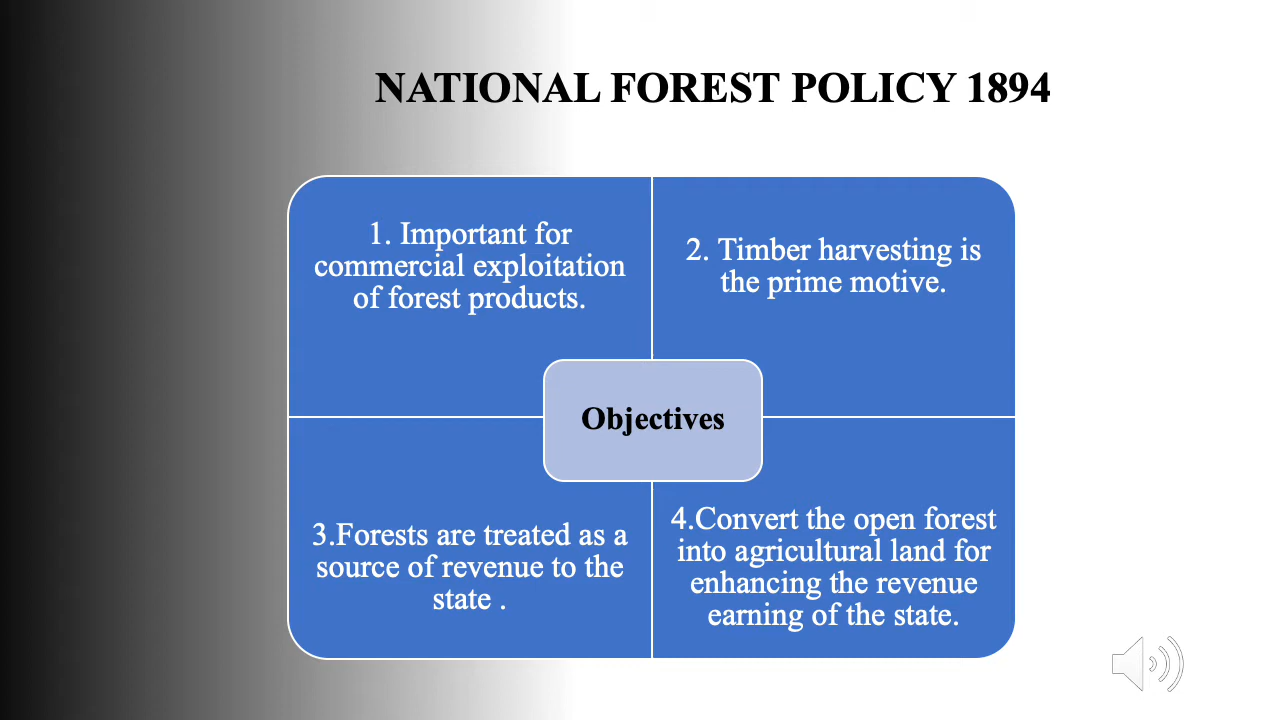 NATIONAL FOREST POLICY 1894
1. Important for
commercial exploitation
of forest products.
2. Timber harvesting is
the prime motive.
Objectives
3.Forests are treated as a
source of revenue to the
state .
4.Convert the open forest
into agricultural land for
enhancing the revenue
earning of the state.